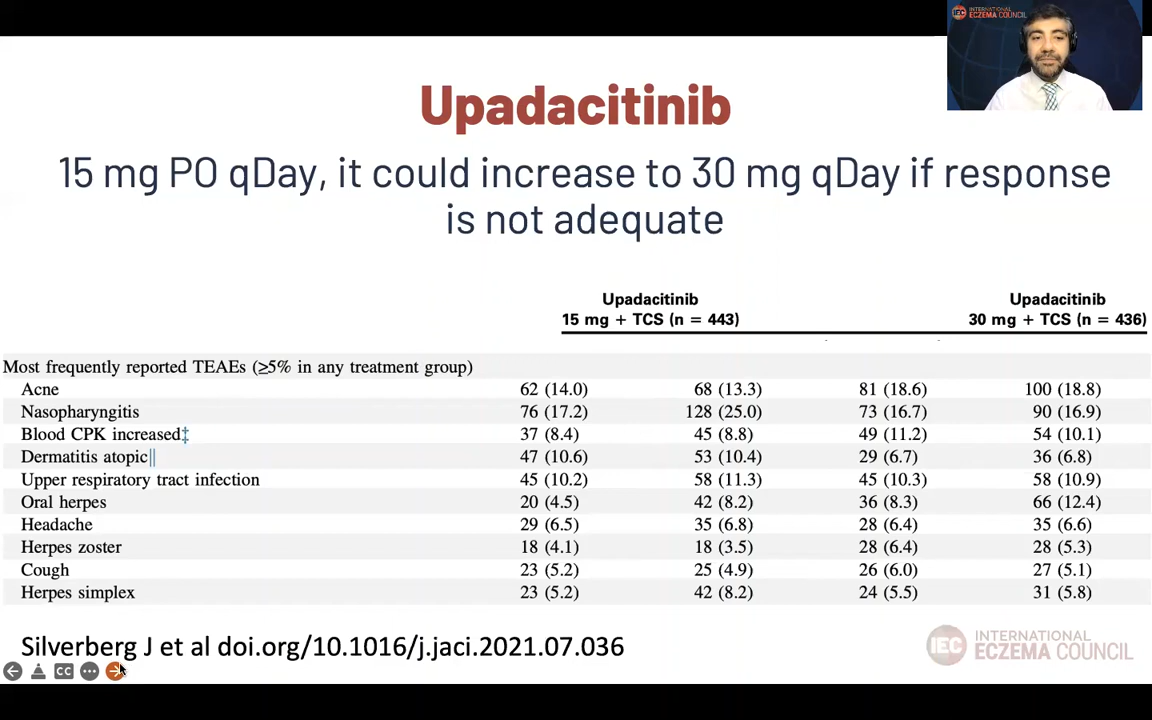 IEC INTERNATIONAL
ECZEMA COUNCIL
Upadacitinib
15 mg PO qDay, it could increase to 30 mg qDay if response
is not adequate
Upadacitinib Upadacitinib
15 mg + TCS (n = 443) 30 mg + TCS (n = 436)
Most frequently reported TEAEs (≥5% in any treatment group)
Acne 62 (14.0) 68 (13.3) 81 (18.6) 100 (18.8)
Nasopharyngitis 76 (17.2) 128 (25.0) 73 (16.7) 90 (16.9)
Blood CPK increased‡ 37 (8.4) 45 (8.8) 49 (11.2) 54 (10.1)
Dermatitis atopic|| 47 (10.6) 53 (10.4) 29 (6.7) 36 (6.8)
Upper respiratory tract infection 45 (10.2) 58 (11.3) 45 (10.3) 58 (10.9)
Oral herpes 20 (4.5) 42 (8.2) 36 (8.3) 66 (12.4)
Headache 29 (6.5) 35 (6.8) 28 (6.4) 35 (6.6)
Herpes zoster 18 (4.1) 18 (3.5) 28 (6.4) 28 (5.3)
Cough 23 (5.2) 25 (4.9) 26 (6.0) 27 (5.1)
Herpes simplex 23 (5.2) 42 (8.2) 24 (5.5) 31 (5.8)
Silverberg J et al doi.org/10.1016/j.jaci.2021.07.036
CC
IEC INTERNATIONAL
ECZEMA COUNCIL